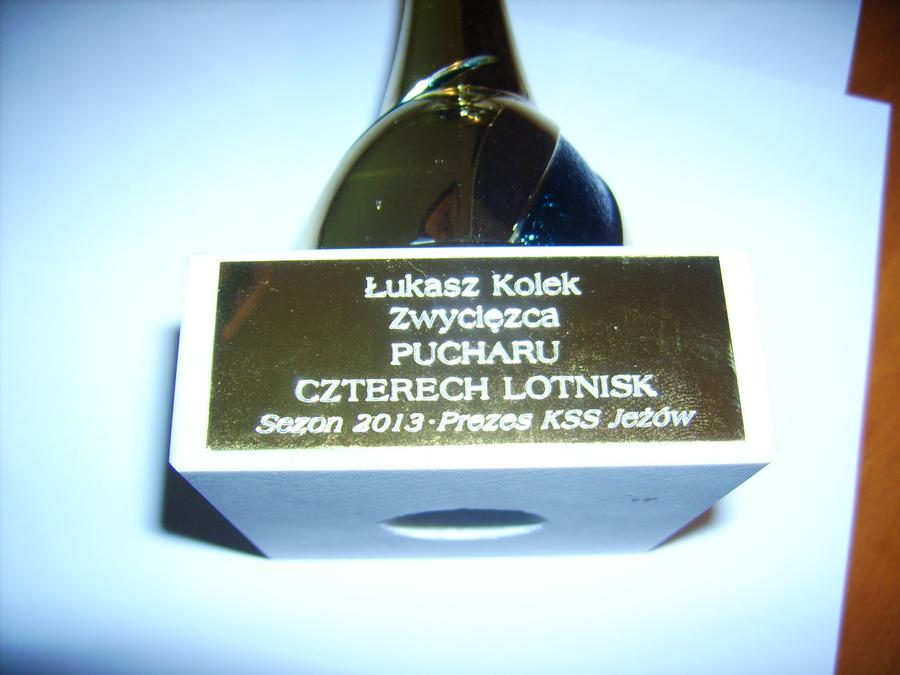 Łukasz Kolek
Zwycięzca
PUCHARU
CZTERECH LOTNISK
Sezon 2013·Prezes KSS Jeżów